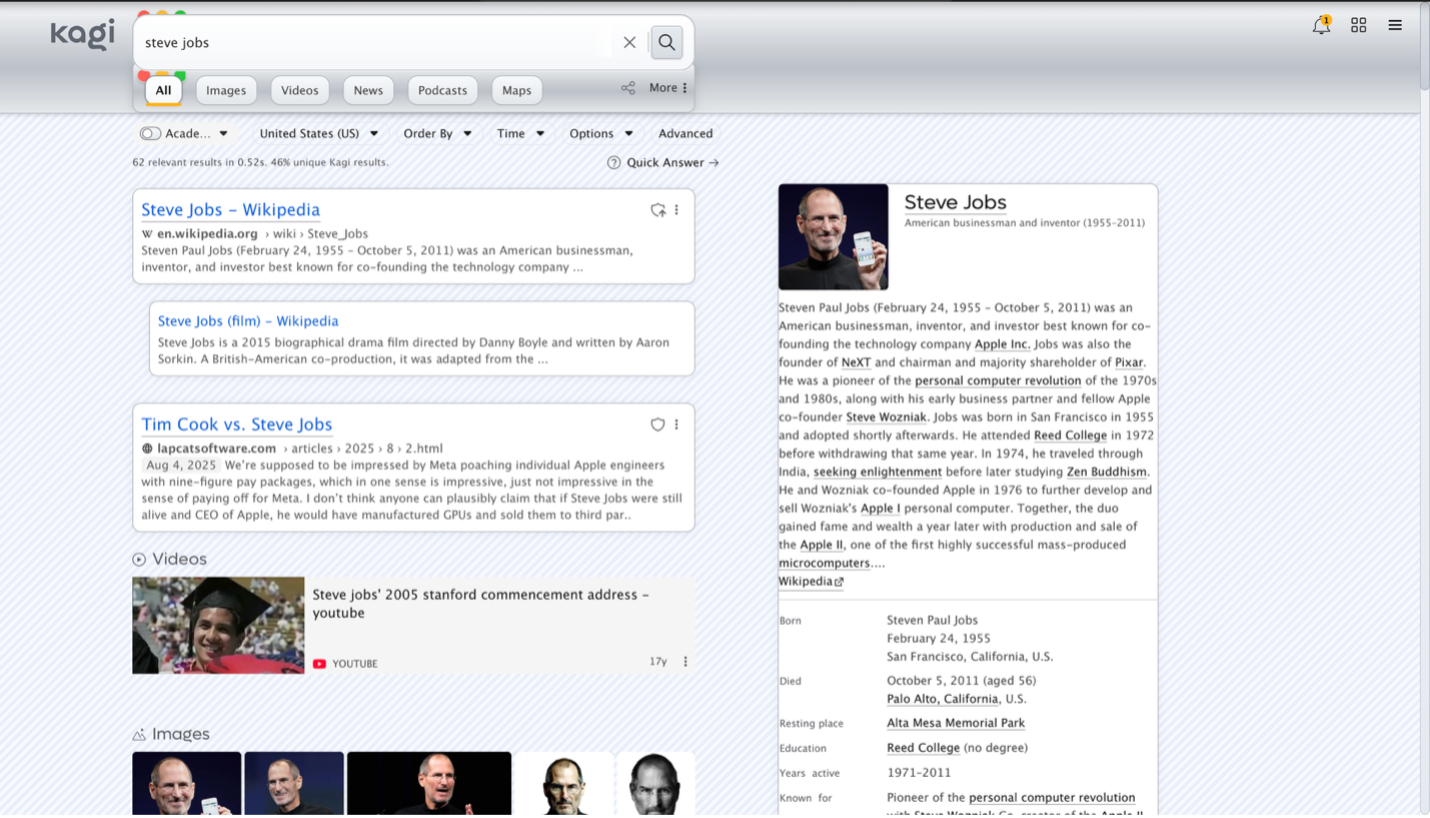 kagi
steve jobs
1
All
Images
Videos
News
Podcasts
Maps
More
Acade...
United States (US)
Order By
Time
Options
Advanced
62 relevant results in 0.52s. 46% unique Kagi results.
Quick Answer →
Steve Jobs - Wikipedia
W en.wikipedia.org › wiki › Steve_Jobs
Steven Paul Jobs (February 24, 1955 - October 5, 2011) was an American businessman,
inventor, and investor best known for co-founding the technology company ...
Steve Jobs (film) - Wikipedia
Steve Jobs is a 2015 biographical drama film directed by Danny Boyle and written by Aaron
Sorkin. A British-American co-production, it was adapted from the ...
Tim Cook vs. Steve Jobs
lapcatsoftware.com › articles › 2025 › 8 › 2.html
Aug 4, 2025 We're supposed to be impressed by Meta poaching individual Apple engineers
with nine-figure pay packages, which in one sense is impressive, just not impressive in the
sense of paying off for Meta. I don't think anyone can plausibly claim that if Steve Jobs were still
alive and CEO of Apple, he would have manufactured GPUs and sold them to third par..
Videos
Steve jobs' 2005 stanford commencement address -
youtube
YOUTUBE
17y
Images
Steve Jobs
American businessman and inventor (1955-2011)
Steven Paul Jobs (February 24, 1955 - October 5, 2011) was an
American businessman, inventor, and investor best known for co-
founding the technology company Apple Inc. Jobs was also the
founder of NeXT and chairman and majority shareholder of Pixar.
He was a pioneer of the personal computer revolution of the 1970s
and 1980s, along with his early business partner and fellow Apple
co-founder Steve Wozniak. Jobs was born in San Francisco in 1955
and adopted shortly afterwards. He attended Reed College in 1972
before withdrawing that same year. In 1974, he traveled through
India, seeking enlightenment before later studying Zen Buddhism.
He and Wozniak co-founded Apple in 1976 to further develop and
sell Wozniak's Apple I personal computer. Together, the duo
gained fame and wealth a year later with production and sale of
the Apple II, one of the first highly successful mass-produced
microcomputers....
Wikipedia
Born
Steven Paul Jobs
February 24, 1955
San Francisco, California, U.S.
Died
October 5, 2011 (aged 56)
Palo Alto, California, U.S.
Resting place
Alta Mesa Memorial Park
Education
Reed College (no degree)
Years active
1971-2011
Known for
Pioneer of the personal computer revolution
with Steve Wozniak Co-creator of the Apple II